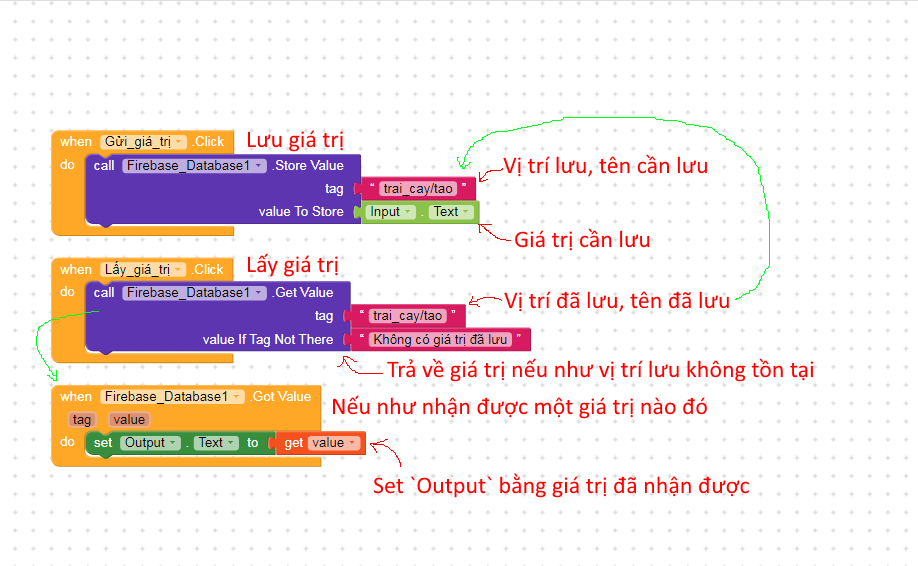 when Gửi_giá_trị .Click Lưu giá trị
do call Firebase_Database1 .Store Value
tag " trai_cay/tao " Vị trí lưu, tên cần lưu
value To Store Input . Text
Giá trị cần lưu
when Lấy_giá_trị .Click Lấy giá trị
do call Firebase_Database1 .Get Value
Vị trí đã lưu, tên đã lưu
tag " trai_cay/tao "
value If Tag Not There " Không có giá trị đã lưu "
Trả về giá trị nếu như vị trí lưu không tồn tại
when Firebase_Database1 .Got Value
Nếu như nhận được một giá trị nào đó
tag value
do set Output . Text to get value
Set `Output` bằng giá trị đã nhận được